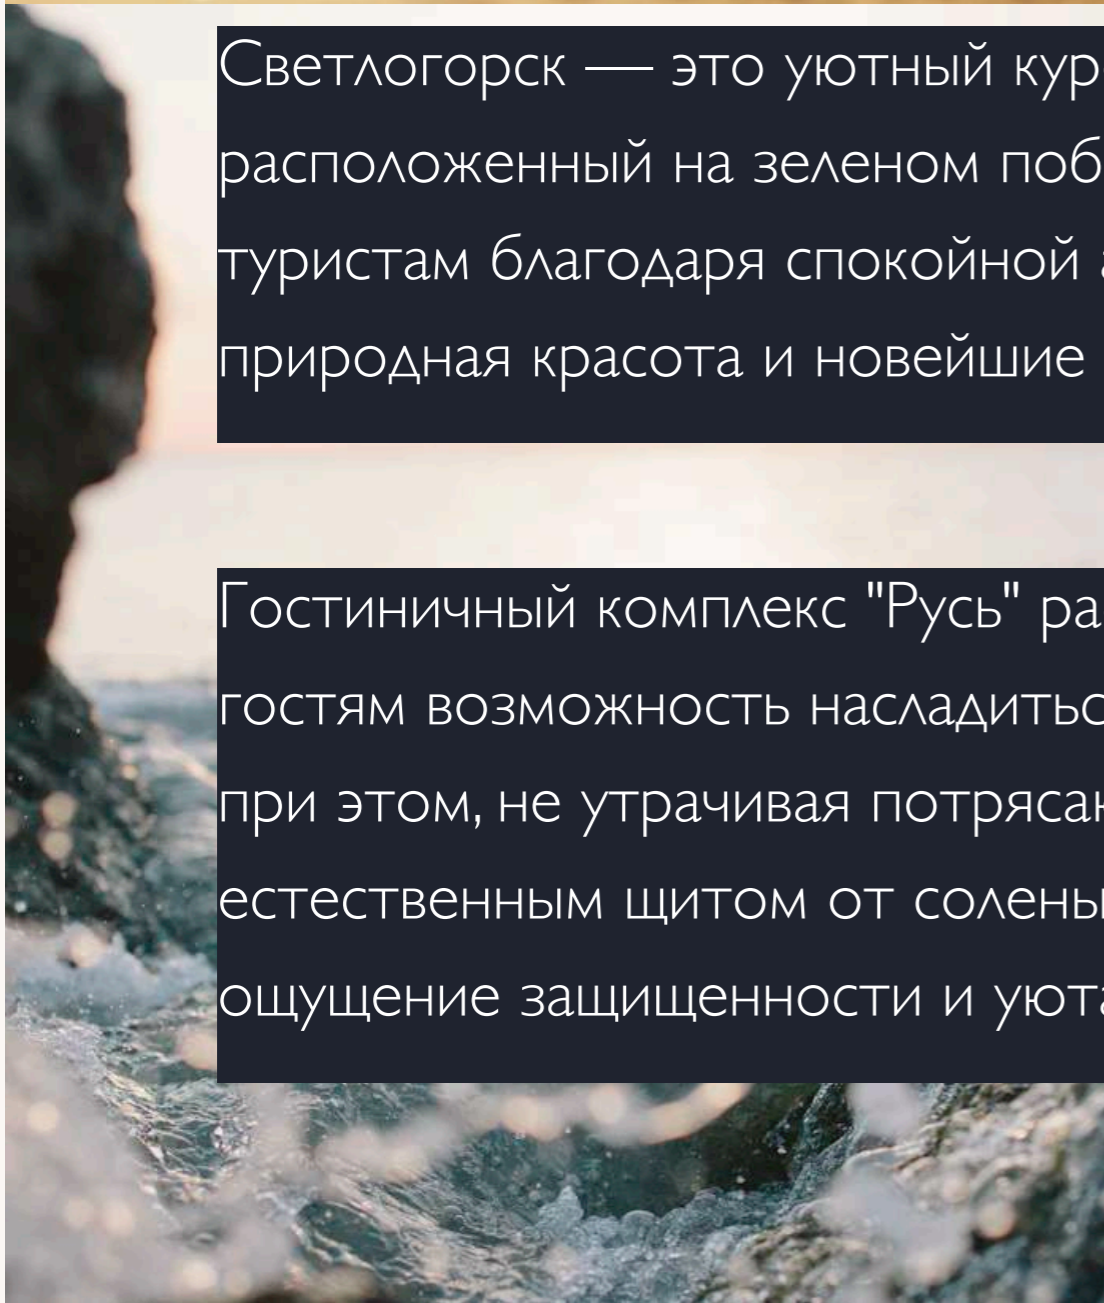 Светлогорск — это уютный кур
расположенный на зеленом поб
туристам благодаря спокойной
природная красота и новейшие
Гостиничный комплекс "Русь" ра
гостям возможность насладитьс
при этом, не утрачивая потряса
естественным щитом от солены
ощущение защищенности и уюта